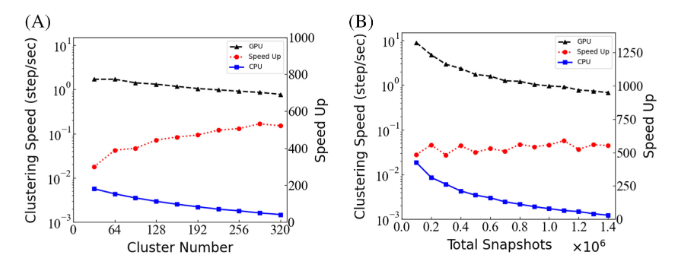 (A)
Clustering Speed (step/sec)
10^1
10^0
10^-1
10^-2
10^-3
GPU
Speed Up
CPU
1000
800
600
400
200
0
Speed Up
0 64 128 192 256 320
Cluster Number
(B)
Clustering Speed (step/sec)
10^1
10^0
10^-1
10^-2
10^-3
GPU
Speed Up
CPU
1250
1000
750
500
250
0
Speed Up
0.0 0.2 0.4 0.6 0.8 1.0 1.2 1.4
Total Snapshots ×10^6